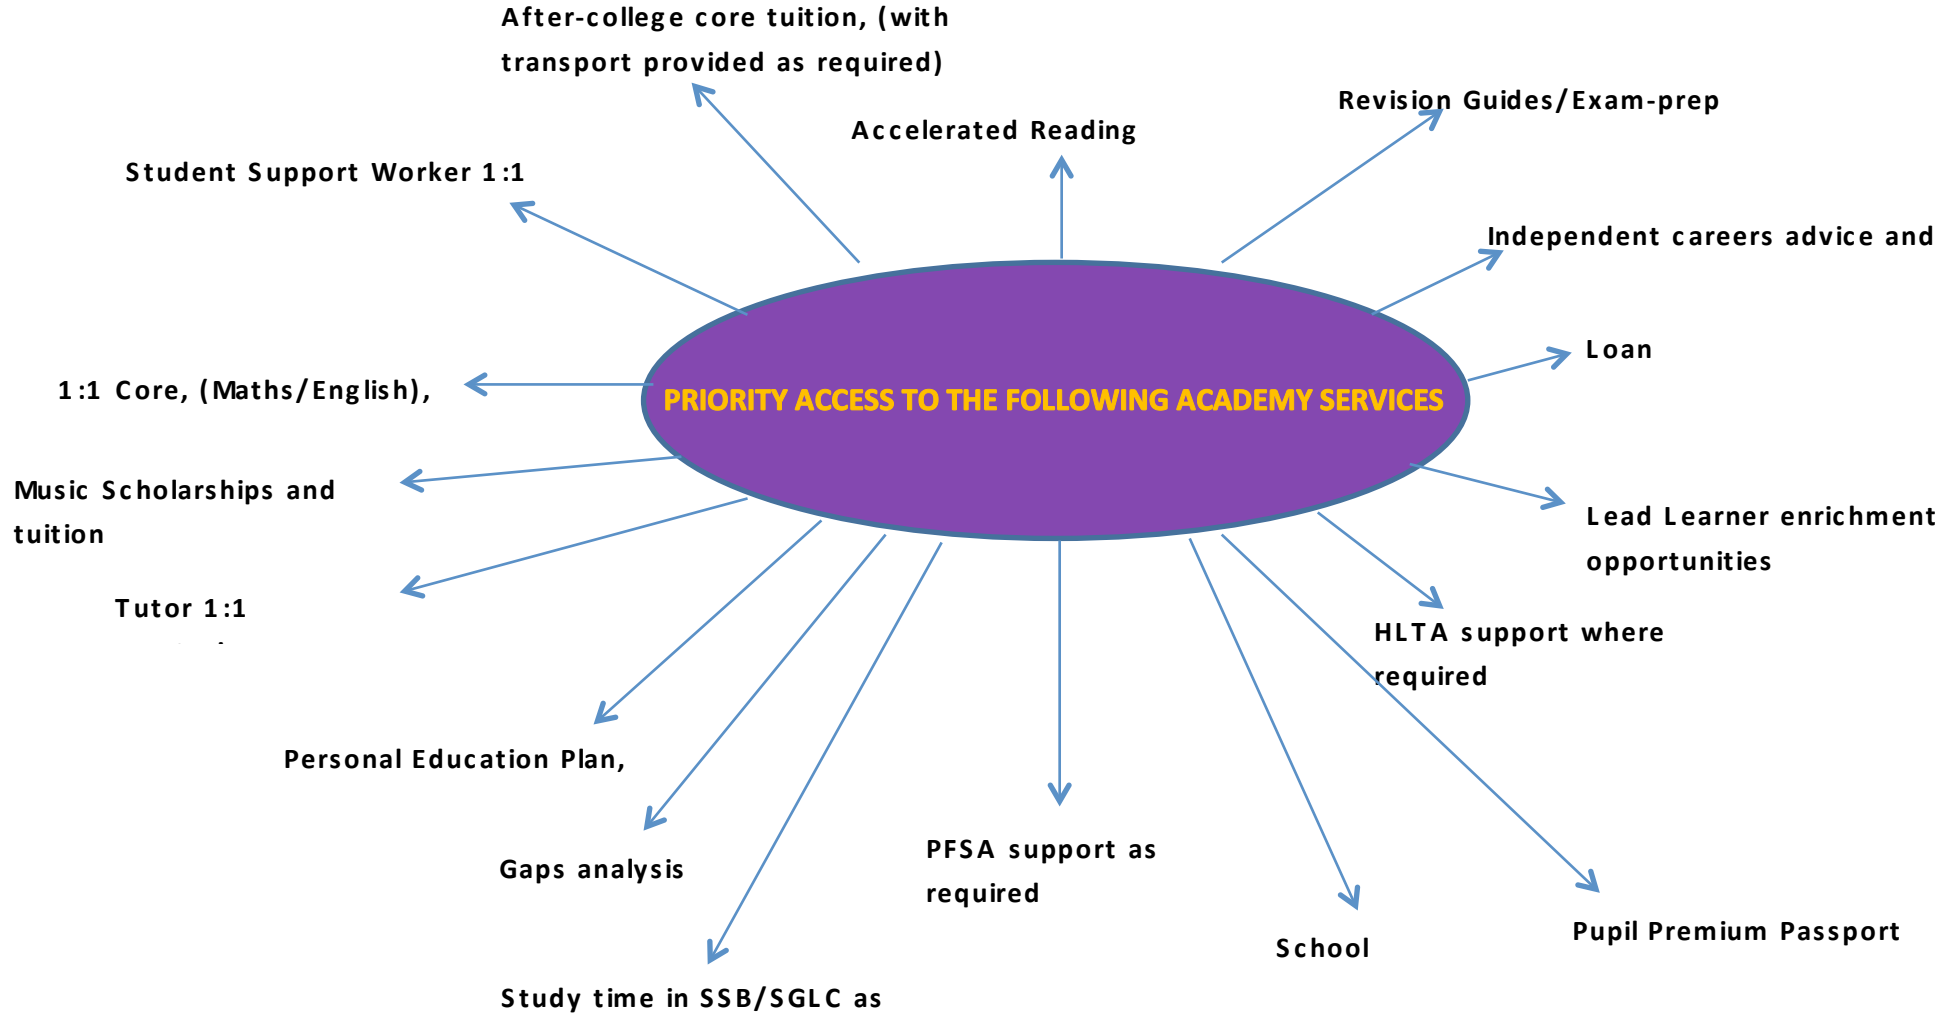 After-college core tuition, (with
transport provided as required)
Revision Guides/Exam-prep
Accelerated Reading
Student Support Worker 1:1
Independent careers advice and
Loan
1:1 Core, (Maths/English),
PRIORITY ACCESS TO THE FOLLOWING ACADEMY SERVICES
Music Scholarships and
tuition
Lead Learner enrichment
opportunities
Tutor 1:1
HLTA support where
required
Personal Education Plan,
Gaps analysis
PFSA support as
required
School
Pupil Premium Passport
Study time in SSB/SGLC as